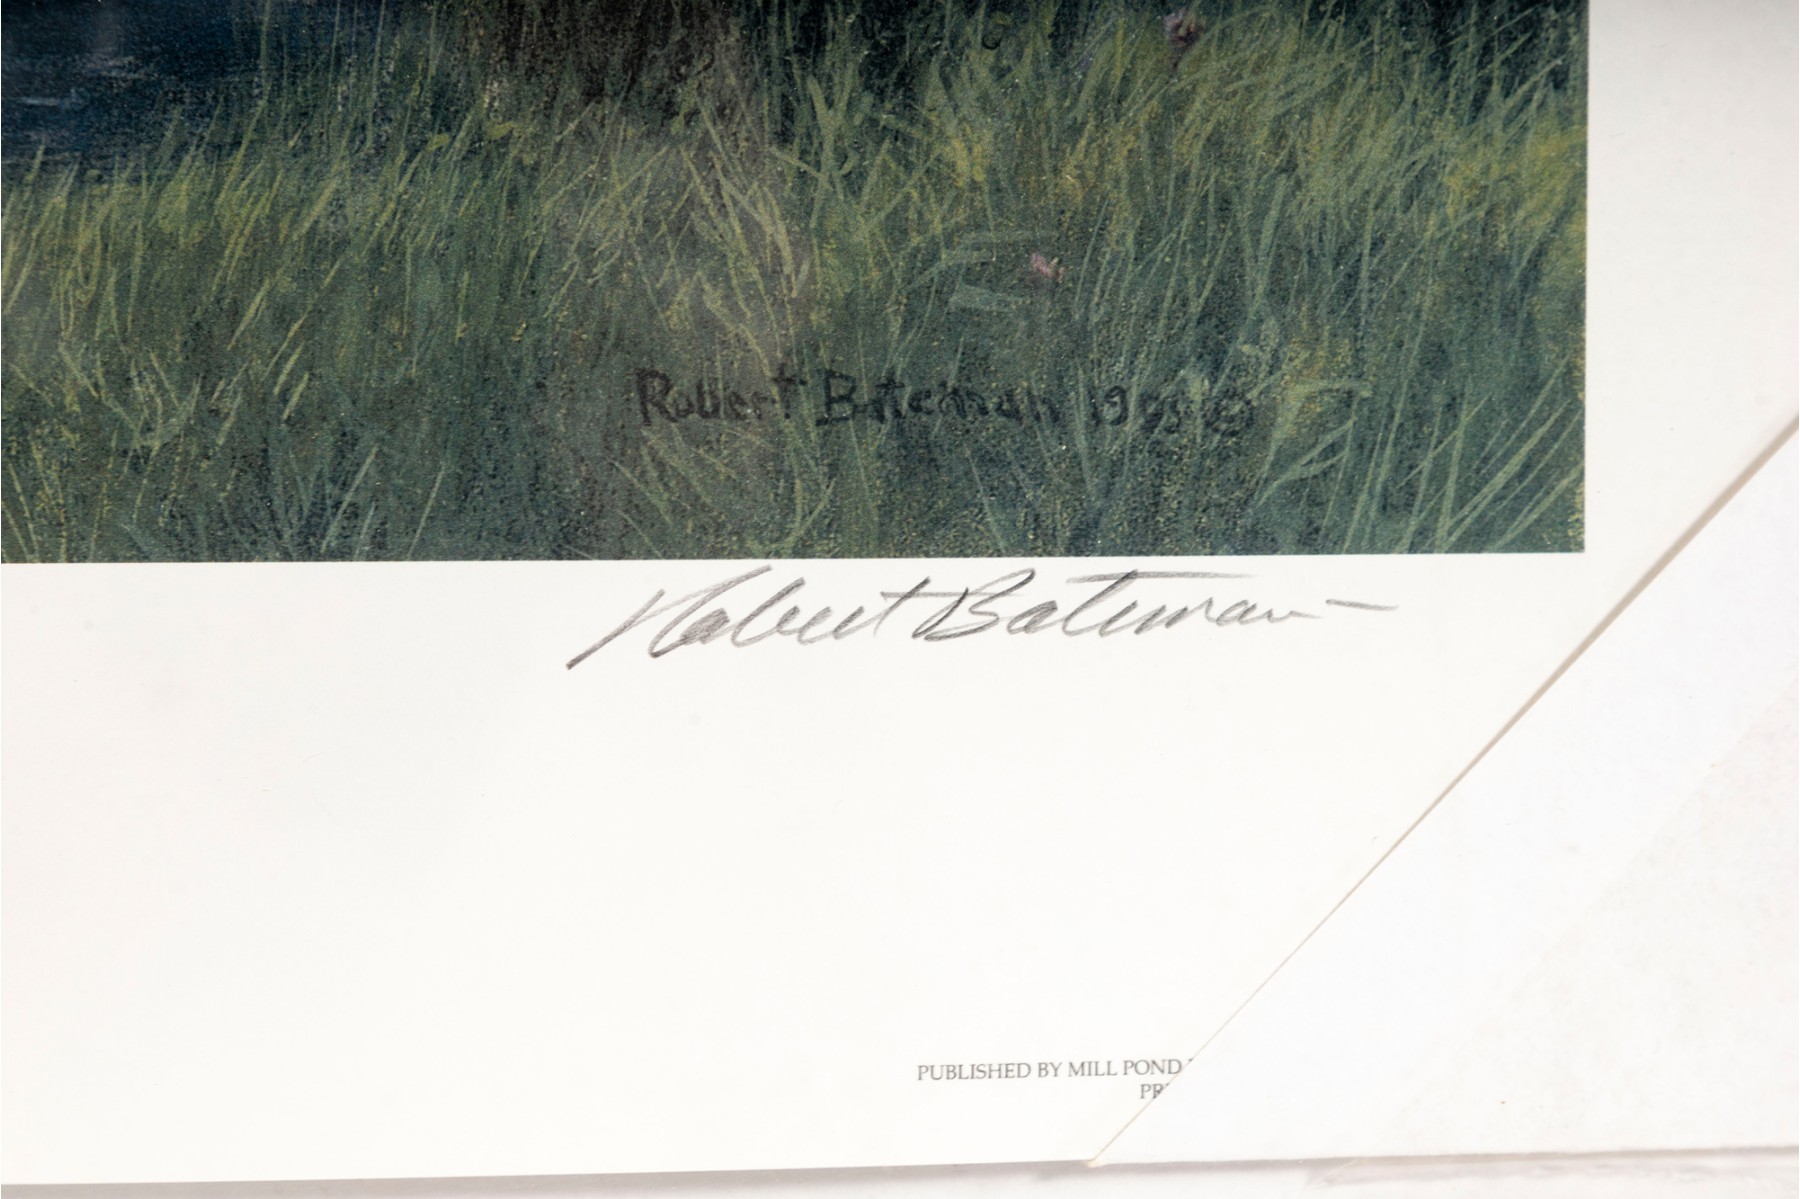 Robert Bateman 1995 ©
Robert Bateman
PUBLISHED BY MILL POND